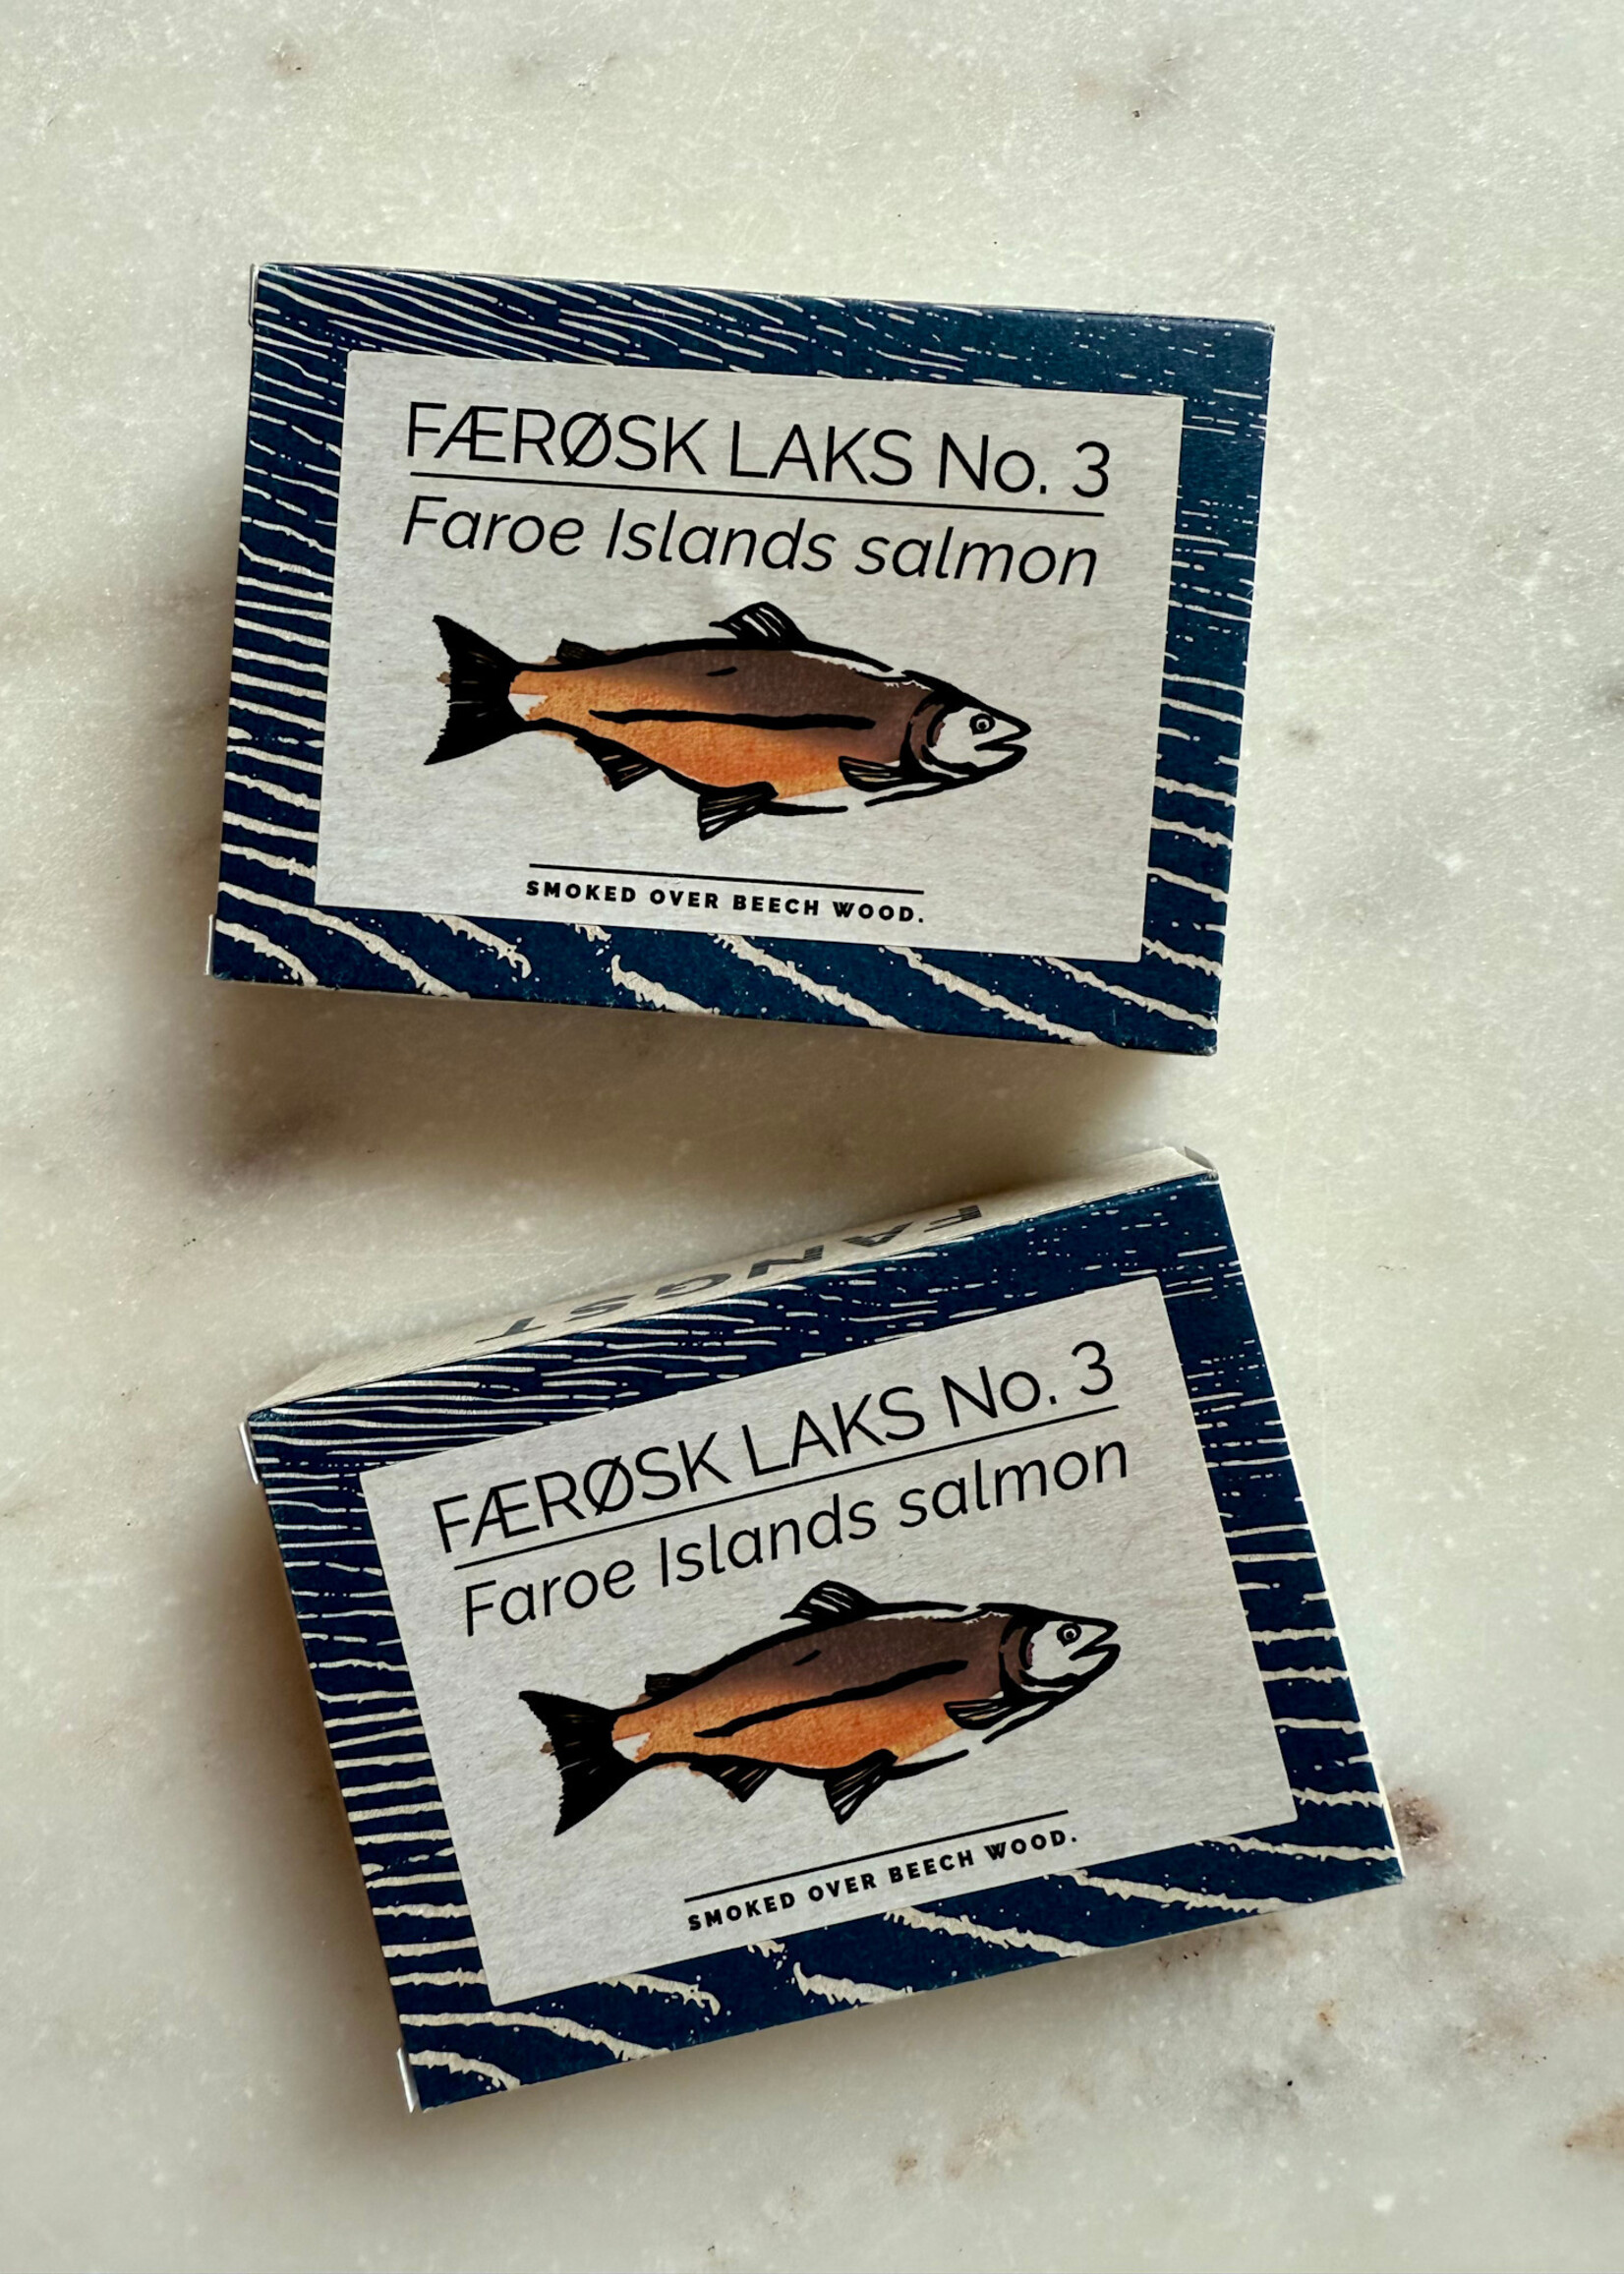 FÆRØSK LAKS No. 3
Faroe Islands salmon
SMOKED OVER BEECH WOOD.
FANGST
FÆRØSK LAKS No. 3
Faroe Islands salmon
SMOKED OVER BEECH WOOD.